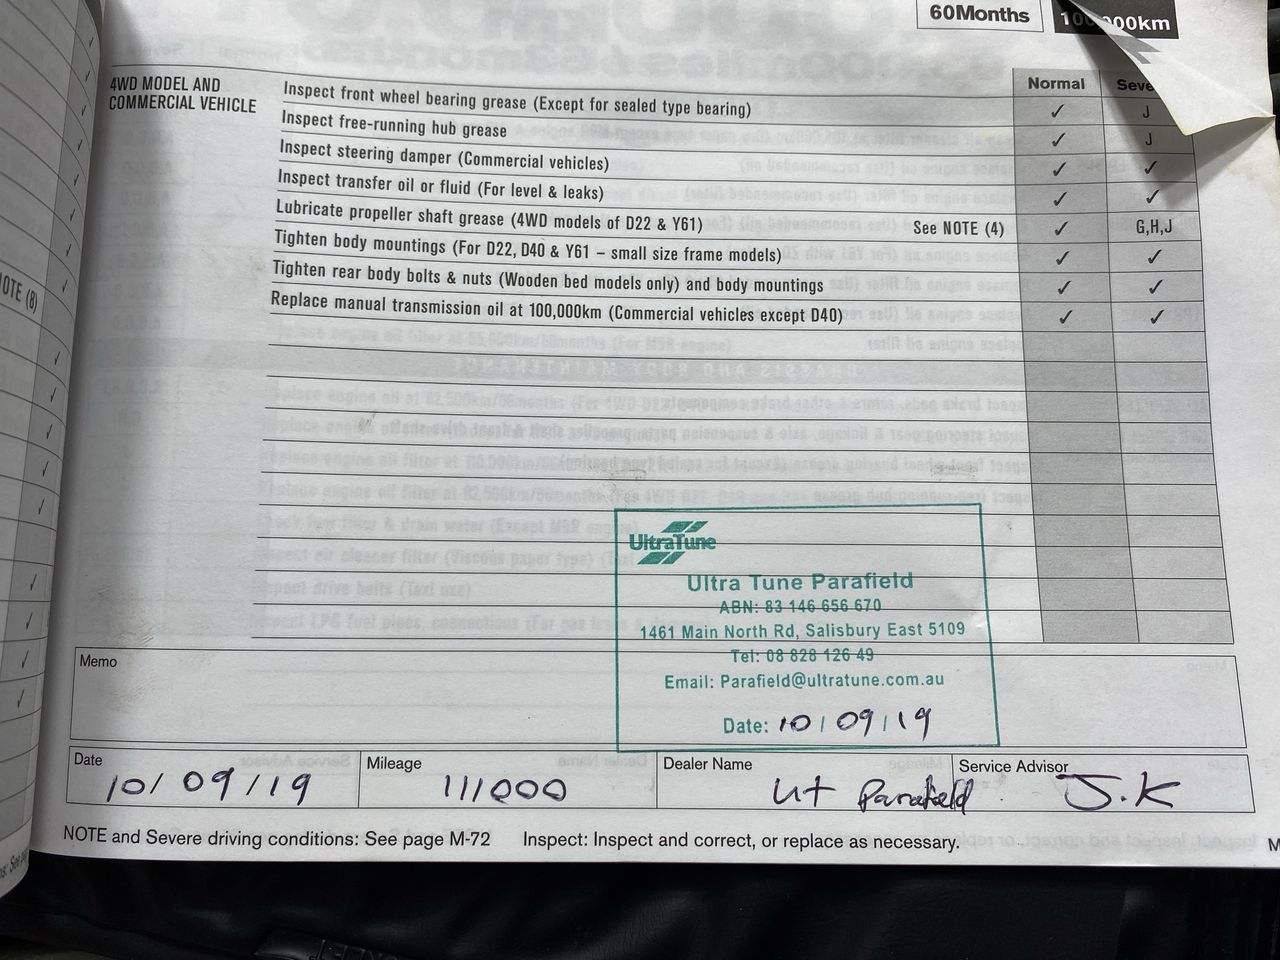 60Months
Normal
4WD MODEL AND
COMMERCIAL VEHICLE
Inspect front wheel bearing grease (Except for sealed type bearing) ✓ J
Inspect free-running hub grease ✓ J
Inspect steering damper (Commercial vehicles) ✓ ✓
Inspect transfer oil or fluid (For level & leaks) ✓ ✓
Lubricate propeller shaft grease (4WD models of D22 & Y61) See NOTE (4) ✓ G,H,J
Tighten body mountings (For D22, D40 & Y61 – small size frame models) ✓ ✓
Tighten rear body bolts & nuts (Wooden bed models only) and body mountings ✓ ✓
Replace manual transmission oil at 100,000km (Commercial vehicles except D40) ✓ ✓
UltraTune
Ultra Tune Parafield
ABN: 83 146 656 670
1461 Main North Rd, Salisbury East 5109
Tel: 08 828 126 49
Email: Parafield@ultratune.com.au
Date: 10/09/19
Memo
Date 10/09/19
Mileage 111000
Dealer Name Ut Parafield
Service Advisor J.K
NOTE and Severe driving conditions: See page M-72 Inspect: Inspect and correct, or replace as necessary.